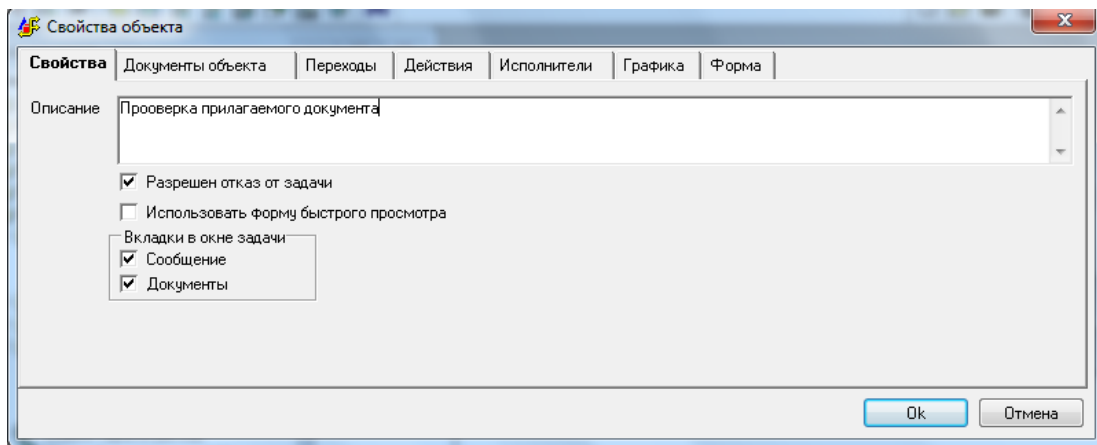 Свойства объекта
Свойства Документы объекта Переходы Действия Исполнители Графика Форма
Описание Прооверка прилагаемого документа
Разрешен отказ от задачи
Использовать форму быстрого просмотра
Вкладки в окне задачи
Сообщение
Документы
Ok Отмена